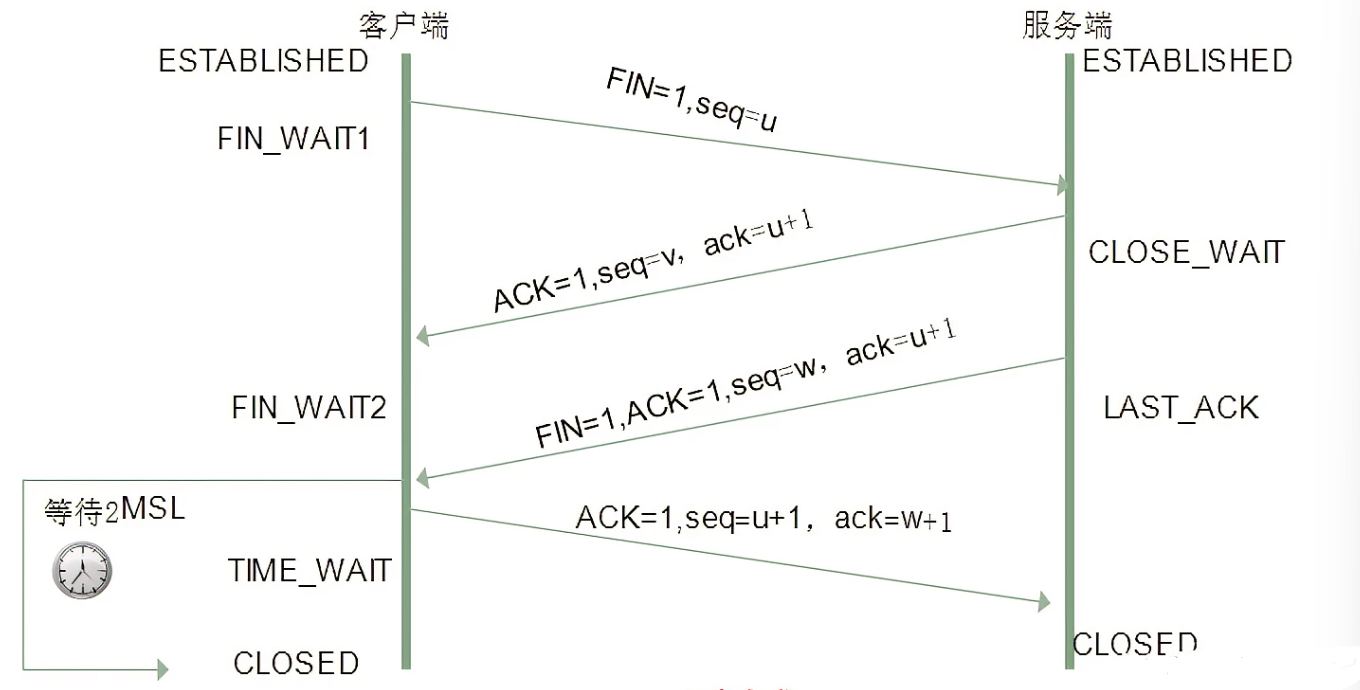 客户端
服务端
ESTABLISHED
ESTABLISHED
FIN=1,seq=u
FIN_WAIT1
ACK=1,seq=v，ack=u+1
CLOSE_WAIT
FIN=1,ACK=1,seq=w，ack=u+1
FIN_WAIT2
LAST_ACK
等待2MSL
ACK=1,seq=u+1，ack=w+1
TIME_WAIT
CLOSED
CLOSED